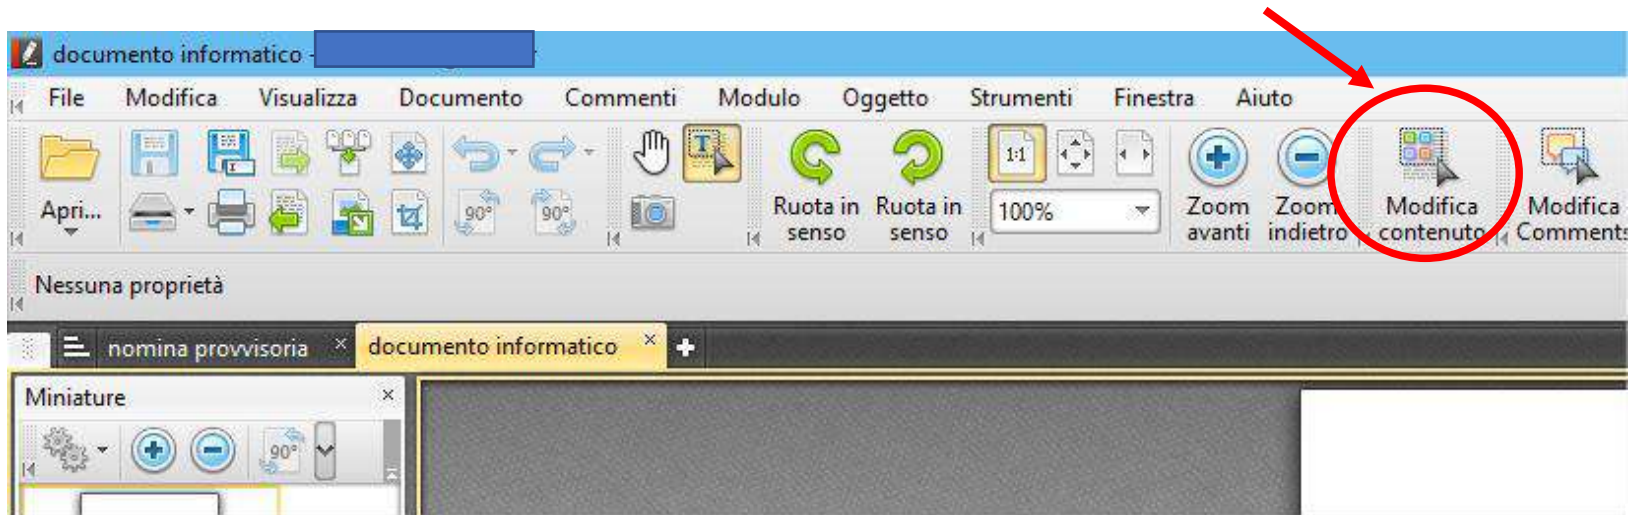 documento informatico -
File Modifica Visualizza Documento Commenti Modulo Oggetto Strumenti Finestra Aiuto
1:1
Apri... 90° 90° Ruota in senso Ruota in senso 100% Zoom avanti Zoom indietro Modifica contenuto Modifica Comments
Nessuna proprietà
nomina provvisoria × documento informatico ×
Miniature ×
90°